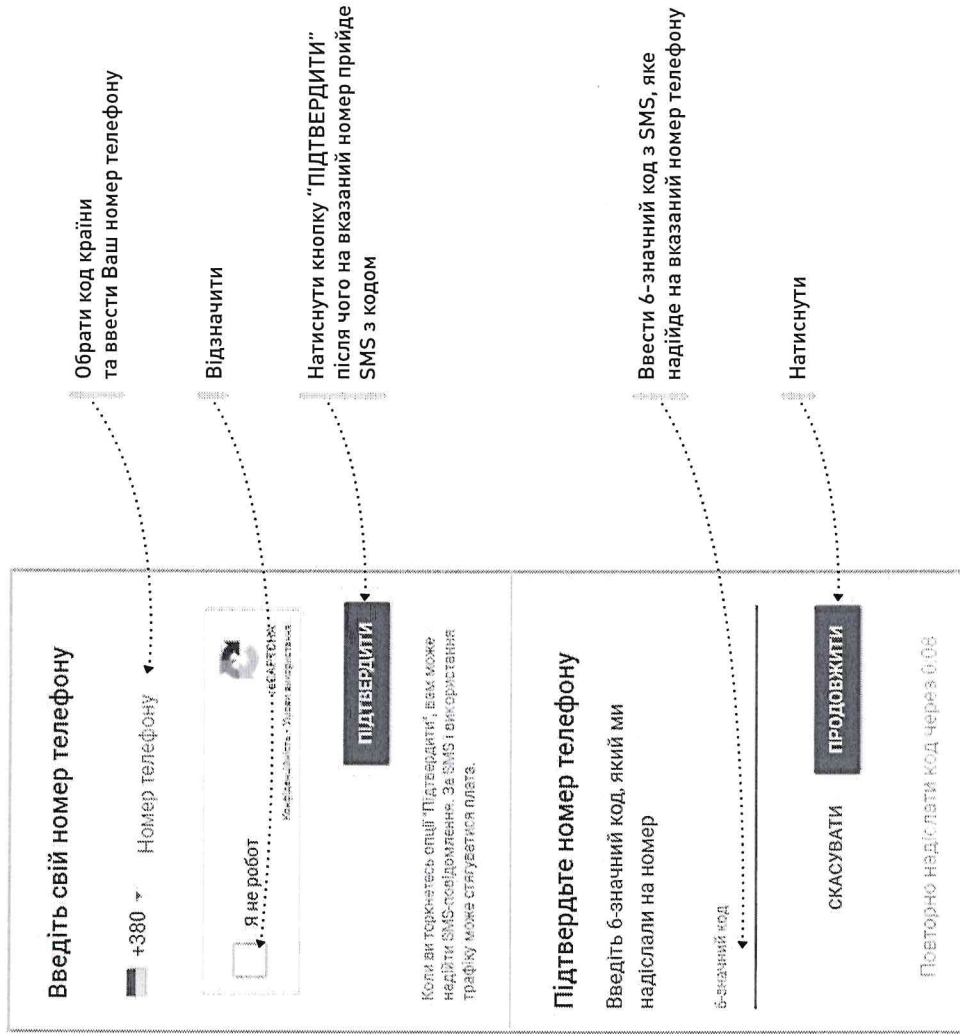 Введіть свій номер телефону
+380
Номер телефону
Я не робот
reCAPTCHA
Конфіденційність - Умови використання
ПІДТВЕРДИТИ
Коли ви торкнетесь опції "Підтвердити", вам може
надійти SMS-повідомлення. За SMS і використання
трафіку може стягуватися плата.
Обрати код країни
та ввести Ваш номер телефону
Відзначити
Натиснути кнопку “ПІДТВЕРДИТИ”
після чого на вказаний номер прийде
SMS з кодом
Підтвердьте номер телефону
Введіть 6-значний код, який ми
надіслали на номер
6-значний код
СКАСУВАТИ
ПРОДОВЖИТИ
Повторно надіслати код через 0:08
Ввести 6-значний код з SMS, яке
надійде на вказаний номер телефону
Натиснути